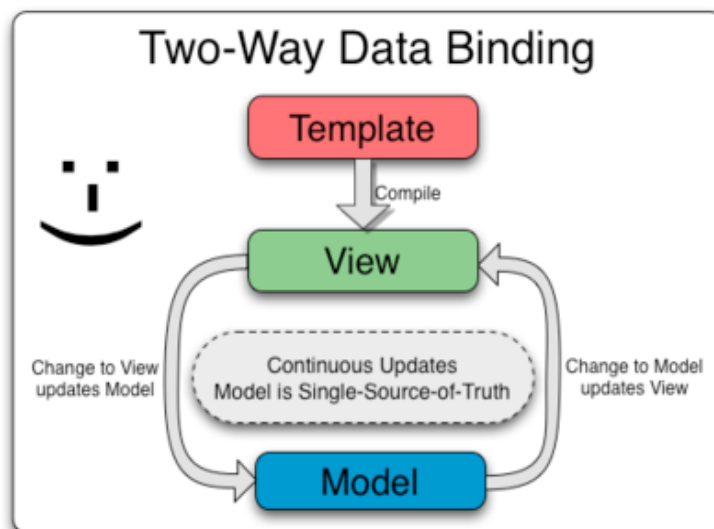 Two-Way Data Binding
Template
Compile
View
Change to View
updates Model
Continuous Updates
Model is Single-Source-of-Truth
Change to Model
updates View
Model